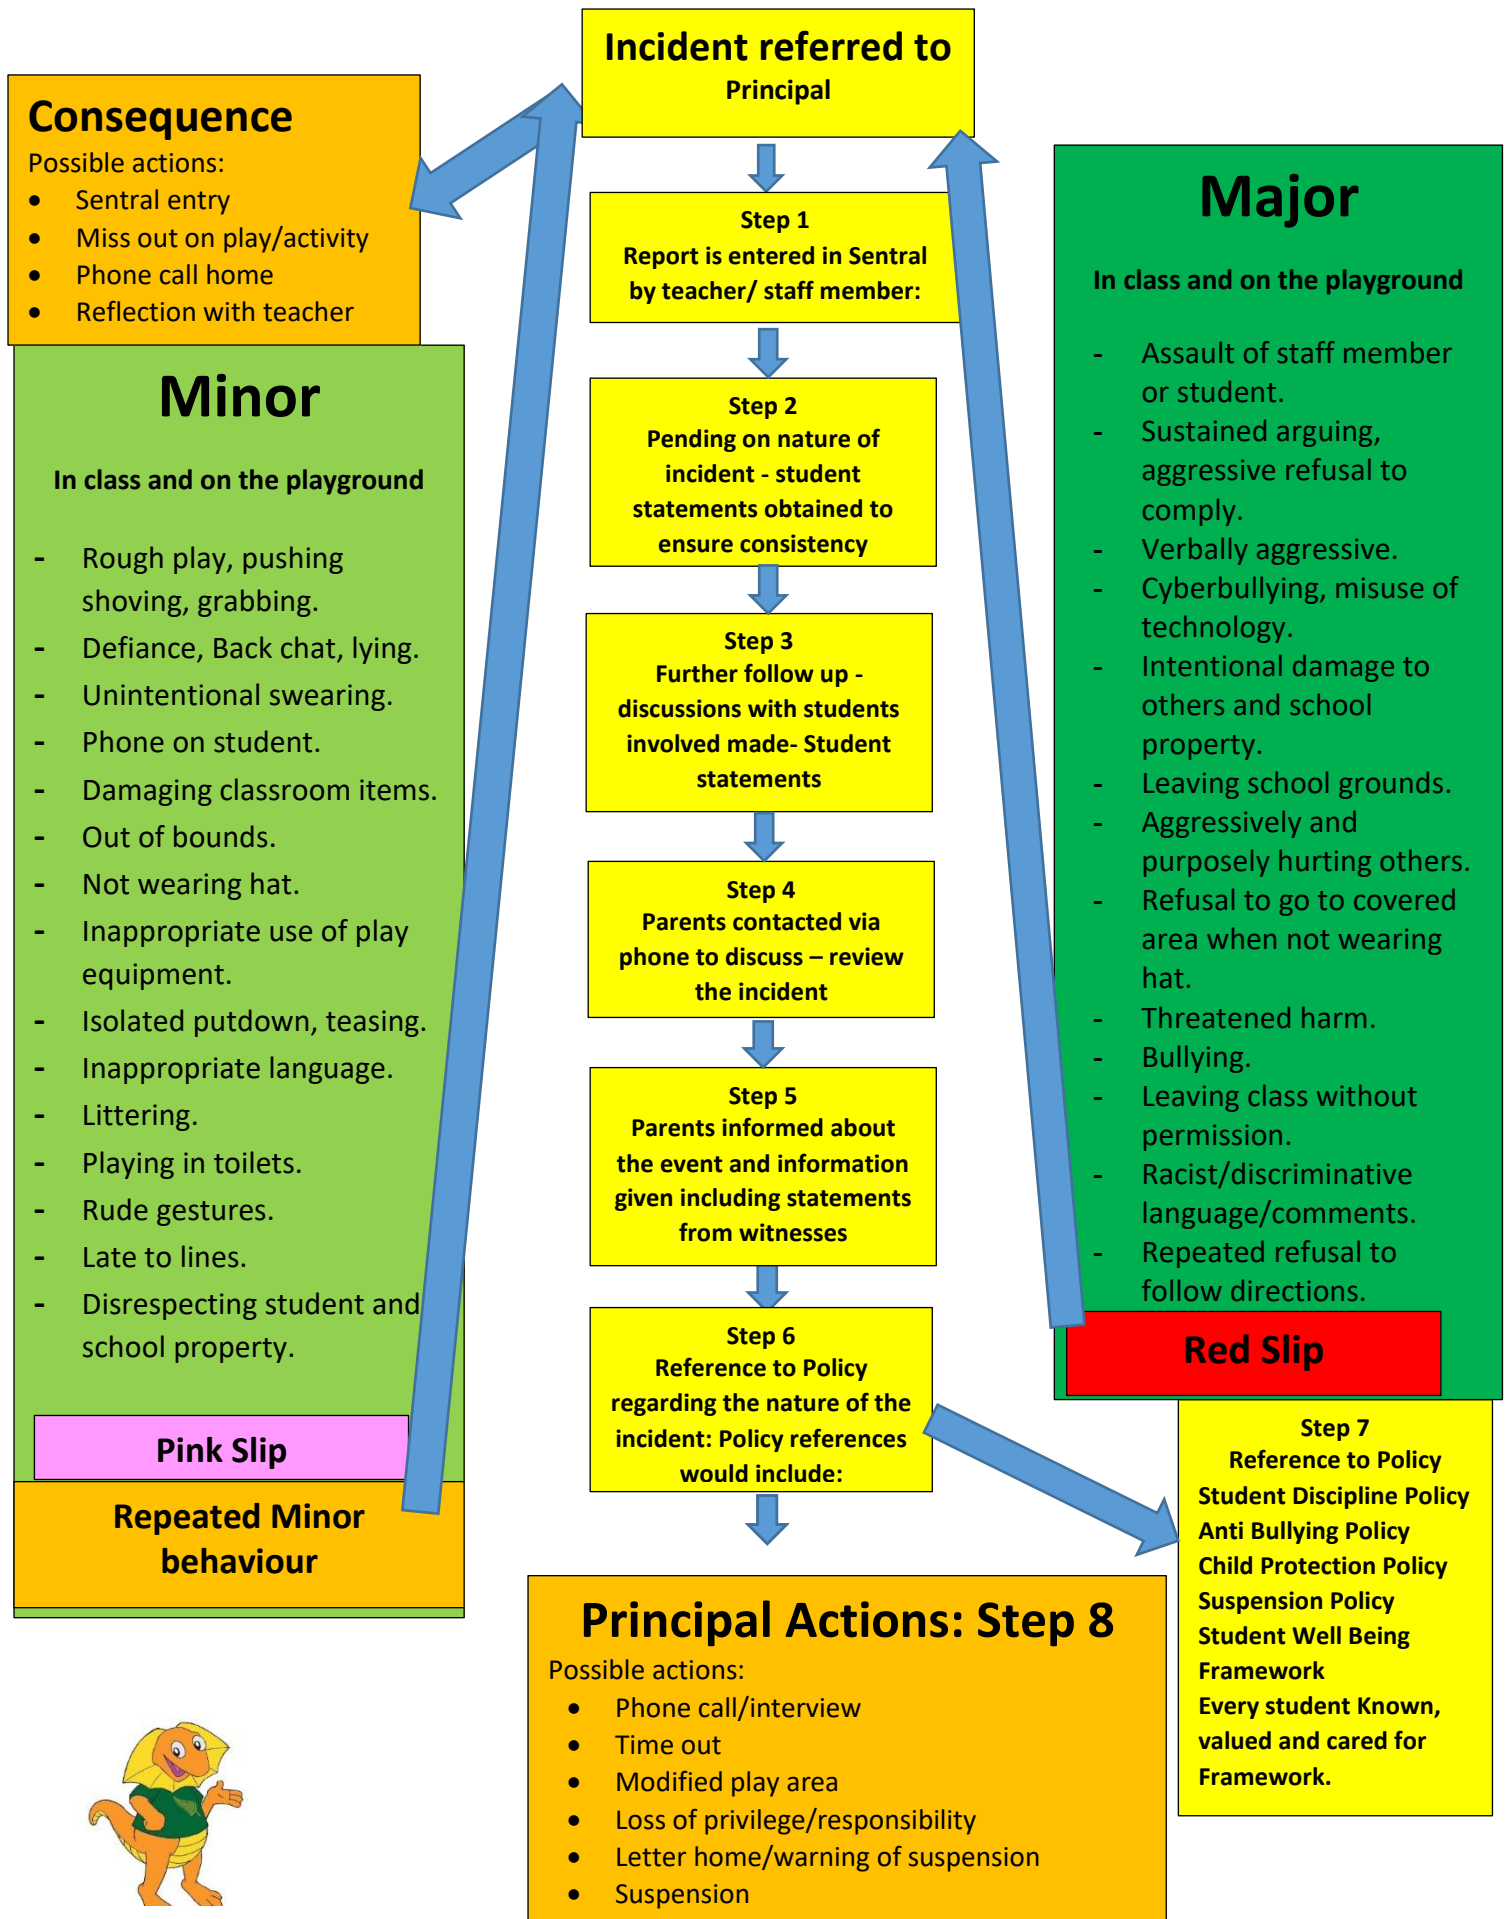 Incident referred to
Principal
Consequence
Possible actions:
• Sentral entry
• Miss out on play/activity
• Phone call home
• Reflection with teacher
Minor
In class and on the playground
- Rough play, pushing
shoving, grabbing.
- Defiance, Back chat, lying.
- Unintentional swearing.
- Phone on student.
- Damaging classroom items.
- Out of bounds.
- Not wearing hat.
- Inappropriate use of play
equipment.
- Isolated putdown, teasing.
- Inappropriate language.
- Littering.
- Playing in toilets.
- Rude gestures.
- Late to lines.
- Disrespecting student and
school property.
Pink Slip
Repeated Minor
behaviour
Step 1
Report is entered in Sentral
by teacher/ staff member:
Step 2
Pending on nature of
incident - student
statements obtained to
ensure consistency
Step 3
Further follow up -
discussions with students
involved made- Student
statements
Step 4
Parents contacted via
phone to discuss – review
the incident
Step 5
Parents informed about
the event and information
given including statements
from witnesses
Step 6
Reference to Policy
regarding the nature of the
incident: Policy references
would include:
Major
In class and on the playground
- Assault of staff member
or student.
- Sustained arguing,
aggressive refusal to
comply.
- Verbally aggressive.
- Cyberbullying, misuse of
technology.
- Intentional damage to
others and school
property.
- Leaving school grounds.
- Aggressively and
purposely hurting others.
- Refusal to go to covered
area when not wearing
hat.
- Threatened harm.
- Bullying.
- Leaving class without
permission.
- Racist/discriminative
language/comments.
- Repeated refusal to
follow directions.
Red Slip
Step 7
Reference to Policy
Student Discipline Policy
Anti Bullying Policy
Child Protection Policy
Suspension Policy
Student Well Being
Framework
Every student Known,
valued and cared for
Framework.
Principal Actions: Step 8
Possible actions:
• Phone call/interview
• Time out
• Modified play area
• Loss of privilege/responsibility
• Letter home/warning of suspension
• Suspension